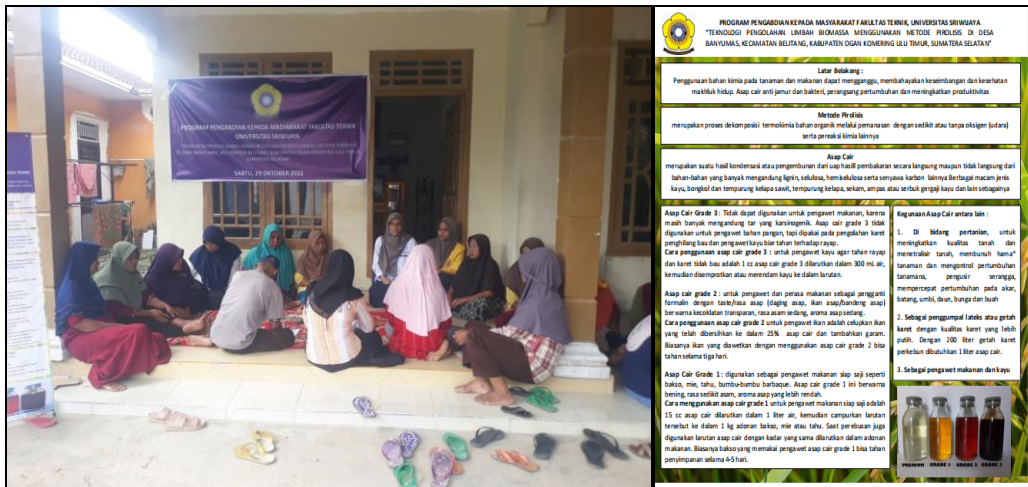 PROGRAM PENGABDIAN KEPADA MASYARAKAT FAKULTAS TEKNIK
UNIVERSITAS SRIWIJAYA
"TEKNOLOGI PENGOLAHAN LIMBAH BIOMASSA MENGGUNAKAN METODE PIROLISIS
DI DESA BANYUMAS, KECAMATAN BELITANG, KABUPATEN OGAN KOMERING ULU TIMUR,
SUMATERA SELATAN"
SABTU, 29 OKTOBER 2022
PROGRAM PENGABDIAN KEPADA MASYARAKAT FAKULTAS TEKNIK, UNIVERSITAS SRIWIJAYA
"TEKNOLOGI PENGOLAHAN LIMBAH BIOMASSA MENGGUNAKAN METODE PIROLISIS DI DESA
BANYUMAS, KECAMATAN BELITANG, KABUPATEN OGAN KOMERING ULU TIMUR, SUMATERA SELATAN"
Latar Belakang :
Penggunaan bahan kimia pada tanaman dan makanan dapat mengganggu, membahayakan keseimbangan dan kesehatan
makhluk hidup. Asap cair anti jamur dan bakteri, perangsang pertumbuhan dan meningkatkan produktivitas
Metode Pirolisis
merupakan proses dekomposisi termokimia bahan organik melalui pemanasan dengan sedikit atau tanpa oksigen (udara)
serta pereaksi kimia lainnya
Asap Cair
merupakan suatu hasil kondensasi atau pengembunan dari uap hasill pembakaran secara langsung maupun tidak langsung dari
bahan-bahan yang banyak mengandung lignin, selulosa, hemiselulosa serta senyawa karbon lainnya Berbagai macam jenis
kayu, bongkol dan tempurung kelapa sawit, tempurung kelapa, sekam, ampas atau serbuk gergaji kayu dan lain sebagainya
Asap Cair Grade 3 : Tidak dapat digunakan untuk pengawet makanan, karena
masih banyak mengandung tar yang karsinogenik. Asap cair grade 3 tidak
digunakan untuk pengawet bahan pangan, tapi dipakai pada pengolahan karet
penghilang bau dan pengawet kayu biar tahan terhadap rayap.
Cara penggunaan asap cair grade 3 : untuk pengawet kayu agar tahan rayap
dan karet tidak bau adalah 1 cc asap cair grade 3 dilarutkan dalam 300 mL air,
kemudian disemprotkan atau merendam kayu ke dalam larutan.
Asap cair grade 2 : untuk pengawet dan perasa makanan sebagai pengganti
formalin dengan taste/rasa asap (daging asap, ikan asap/bandeng asap)
berwarna kecoklatan transparan, rasa asam sedang, aroma asap sedang.
Cara penggunaan asap cair grade 2 untuk pengawet ikan adalah celupkan ikan
yang telah dibersihkan ke dalam 25% asap cair dan tambahkan garam.
Biasanya ikan yang diawetkan dengan menggunakan asap cair grade 2 bisa
tahan selama tiga hari.
Asap Cair Grade 1 : digunakan sebagai pengawet makanan siap saji seperti
bakso, mie, tahu, bumbu-bumbu barbaque. Asap cair grade 1 ini berwarna
bening, rasa sedikit asam, aroma asap yang lebih rendah.
Cara menggunakan asap cair grade 1 untuk pengawet makanan siap saji adalah
15 cc asap cair dilarutkan dalam 1 liter air, kemudian campurkan larutan
tersebut ke dalam 1 kg adonan bakso, mie atau tahu. Saat perebusan juga
digunakan larutan asap cair dengan kadar yang sama dilarutkan dalam adonan
makanan. Biasanya bakso yang memakai pengawet asap cair grade 1 bisa tahan
penyimpanan selama 4-5 hari.
Kegunaan Asap Cair antara lain :
1. Di bidang pertanian, untuk
meningkatkan kualitas tanah dan
menetralisir tanah, membunuh hama"
tanaman dan mengontrol pertumbuhan
tanamana, pengusir serangga,
mempercepat pertumbuhan pada akar,
batang, umbi, daun, bunga dan buah
2. Sebagai penggumpal lateks atau getah
karet dengan kualitas karet yang lebih
putih. Dengan 200 liter getah karet
perkebun dibutuhkan 1 liter asap cair.
3. Sebagai pengawet makanan dan kayu
PREMIUM GRADE 1 GRADE 2 GRADE 3